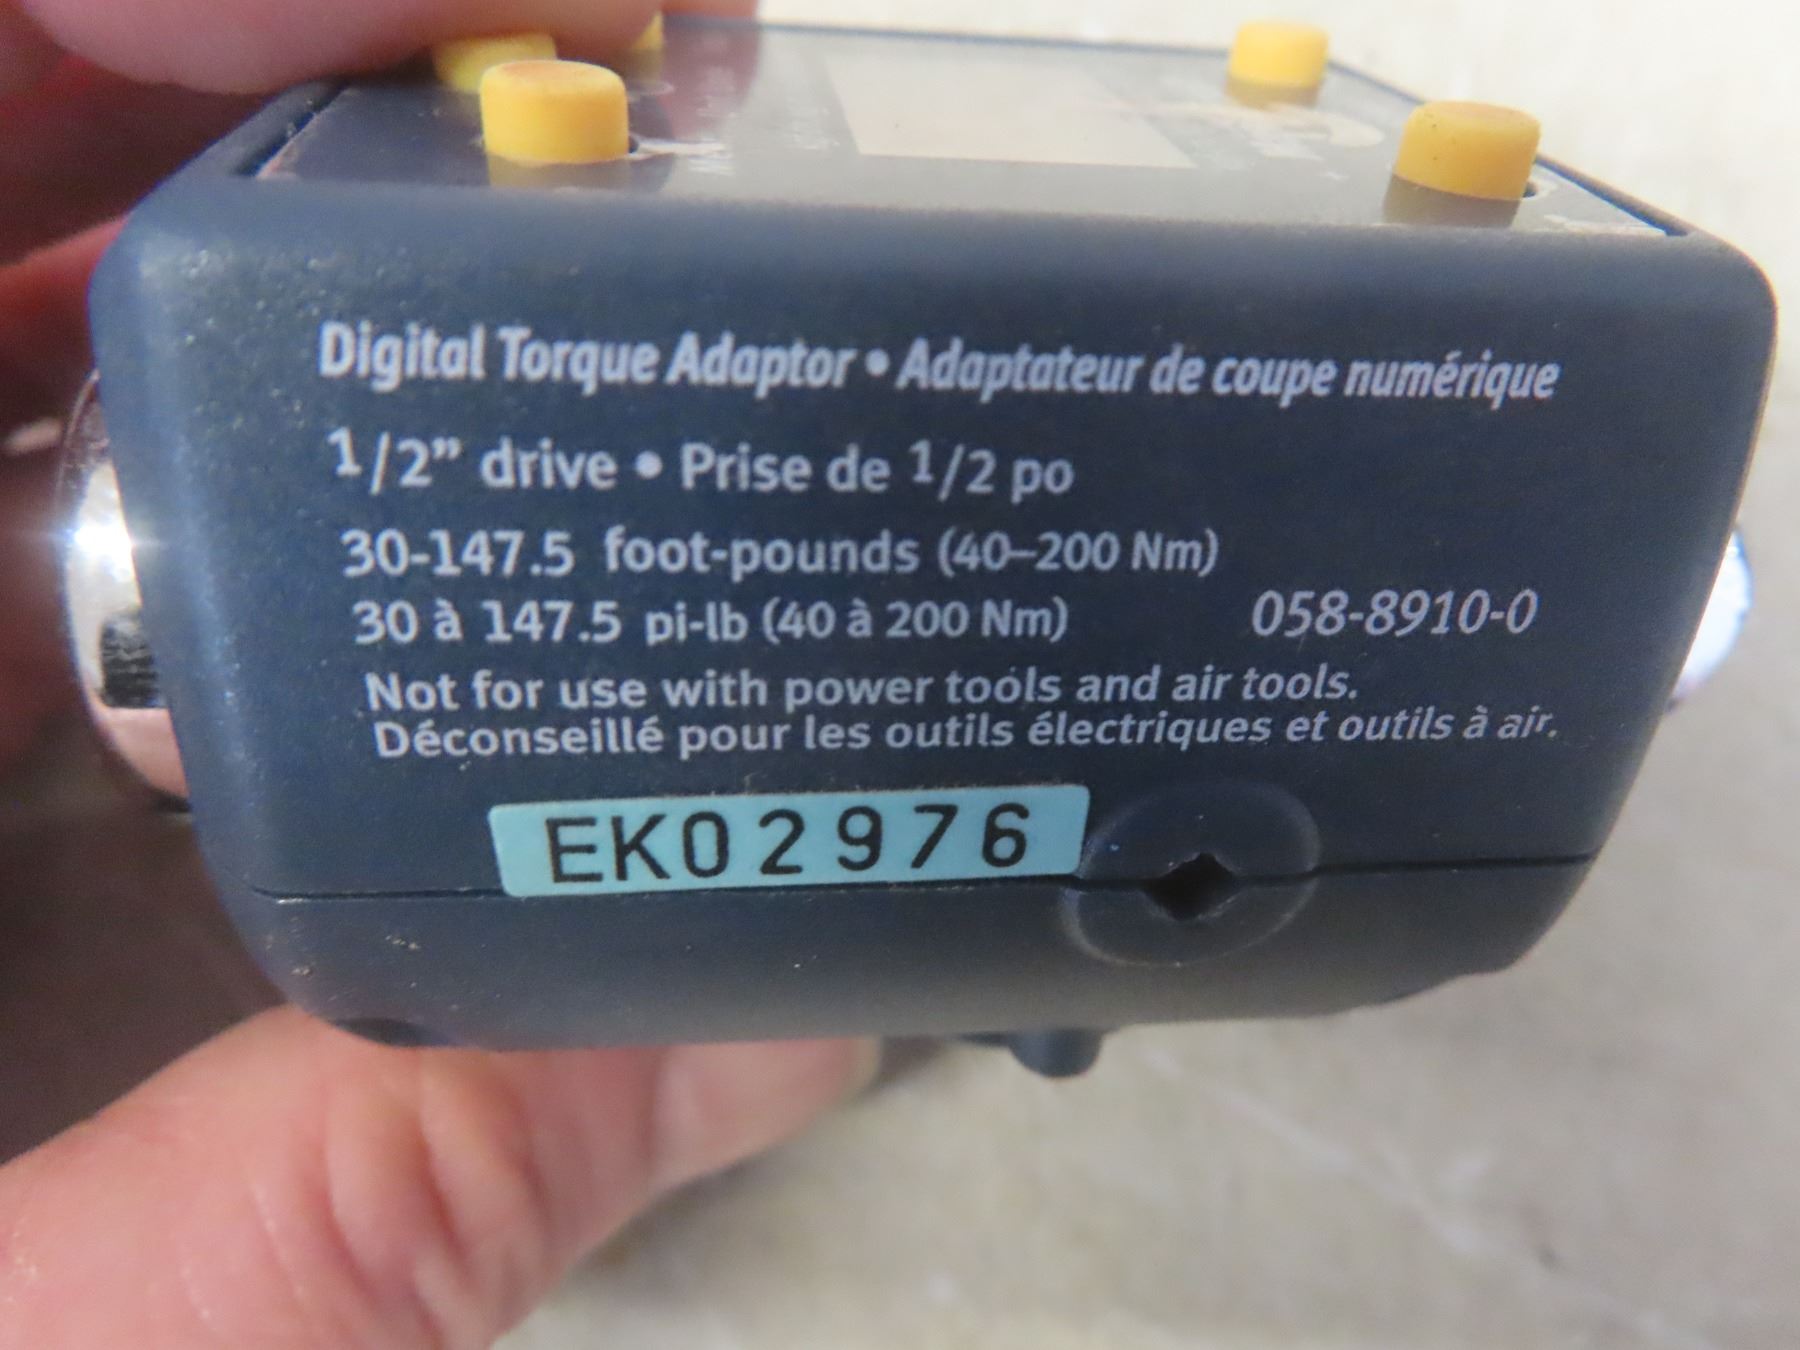 Digital Torque Adaptor • Adaptateur de coupe numérique
1/2” drive • Prise de 1/2 po
30-147.5 foot-pounds (40–200 Nm)
30 à 147.5 pi-lb (40 à 200 Nm)
058-8910-0
Not for use with power tools and air tools.
Déconseillé pour les outils électriques et outils à air.
EK02976